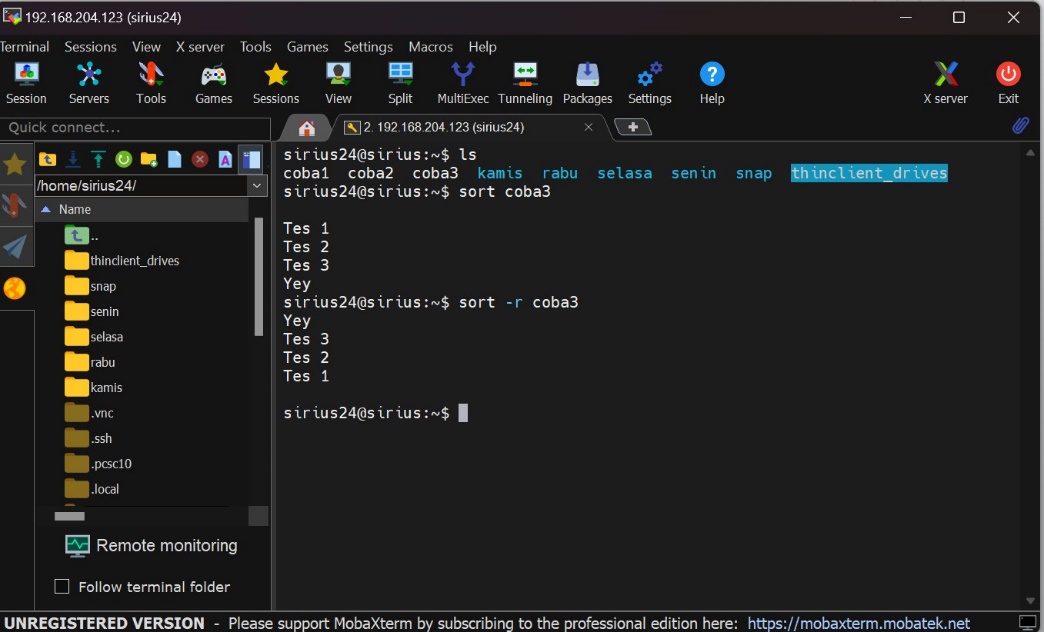 192.168.204.123 (sirius24)
Terminal Sessions View X server Tools Games Settings Macros Help
Session Servers Tools Games Sessions View Split MultiExec Tunneling Packages Settings Help X server Exit
Quick connect...
2. 192.168.204.123 (sirius24)
/home/sirius24/
Name
..
thinclient_drives
snap
senin
selasa
rabu
kamis
.vnc
.ssh
.pcsc10
.local
Remote monitoring
Follow terminal folder
sirius24@sirius:~$ ls
coba1 coba2 coba3 kamis rabu selasa senin snap thinclient_drives
sirius24@sirius:~$ sort coba3
Tes 1
Tes 2
Tes 3
Yey
sirius24@sirius:~$ sort -r coba3
Yey
Tes 3
Tes 2
Tes 1
sirius24@sirius:~$
UNREGISTERED VERSION - Please support MobaXterm by subscribing to the professional edition here: https://mobaxterm.mobatek.net